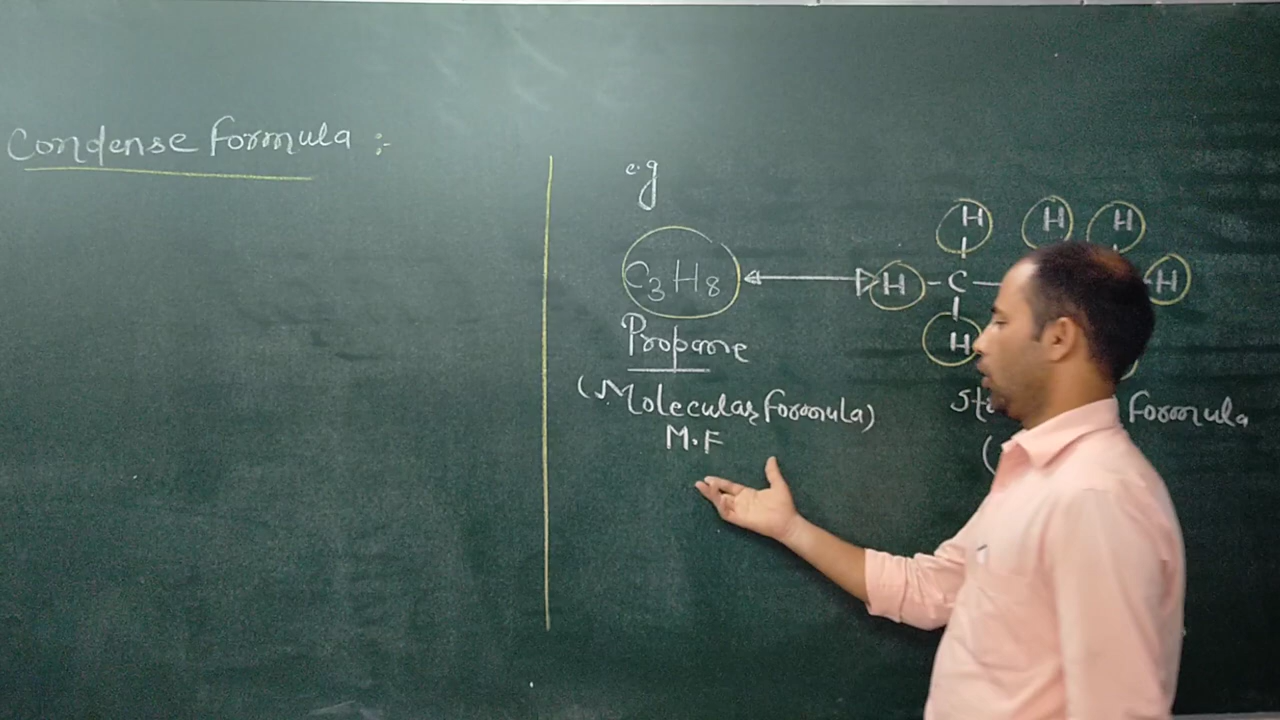 Condense Formula :-
e.g
H H H
C3H8 H - C - H
H
Propane
(Molecular formula)
M.F
Formula